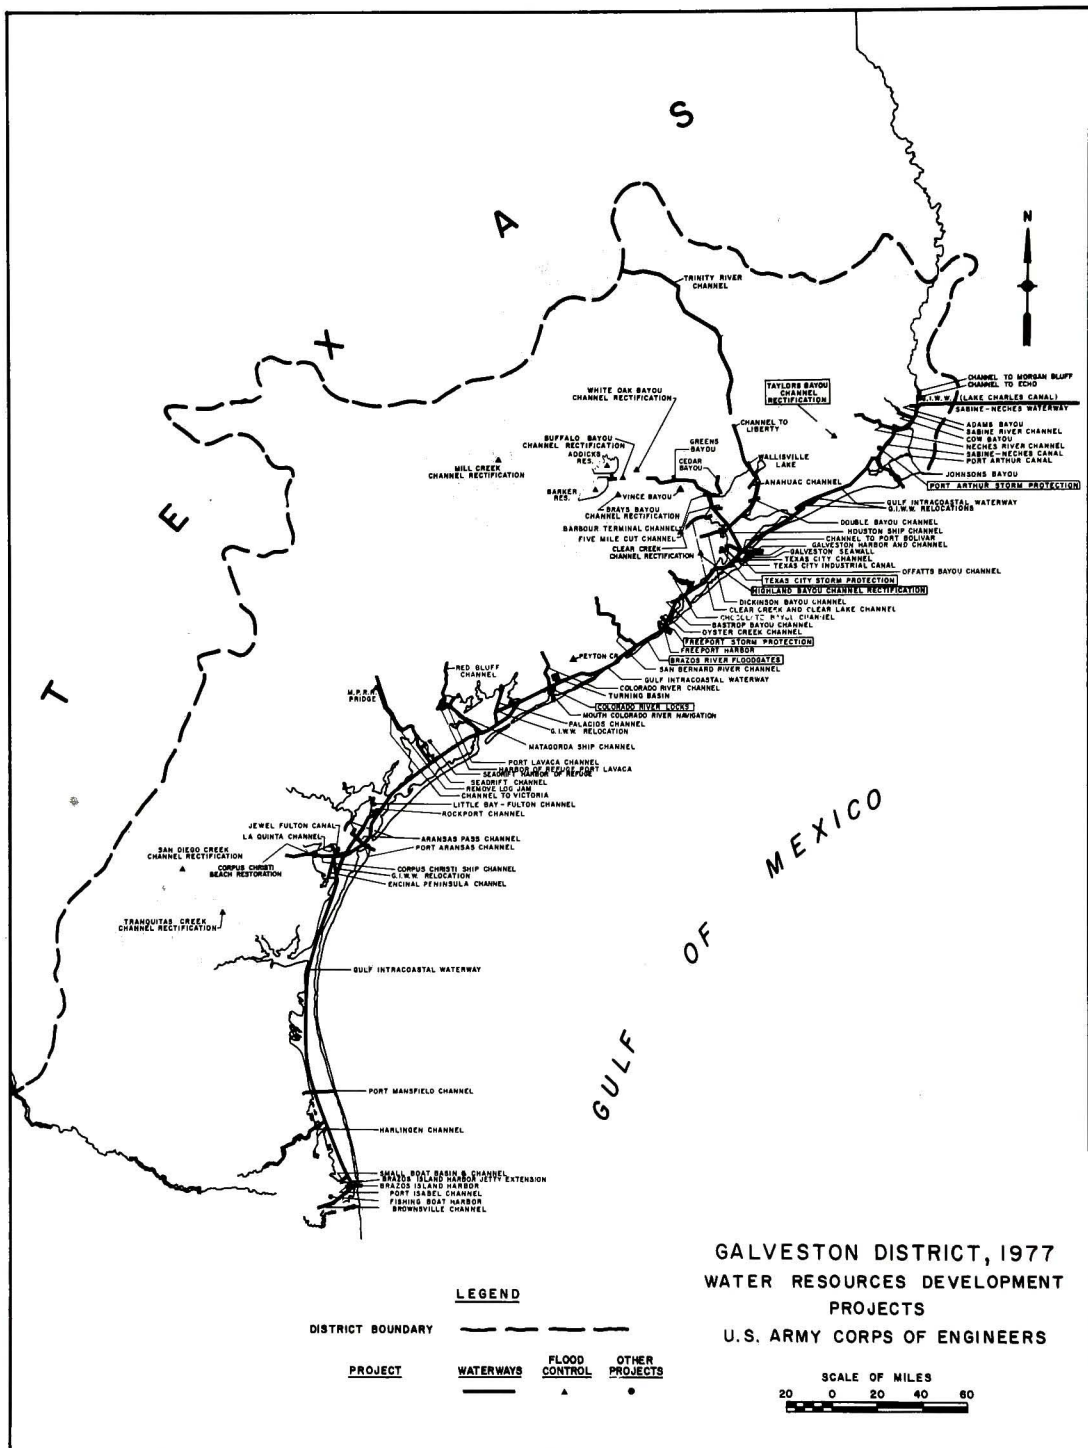 T E X A S
N
TRINITY RIVER
CHANNEL
WHITE OAK BAYOU
CHANNEL RECTIFICATION
TAYLORS BAYOU
CHANNEL
RECTIFICATION
CHANNEL TO MORGAN BLUFF
CHANNEL TO ECHO
G.I.W.W. (LAKE CHARLES CANAL)
SABINE-NECHES WATERWAY
ADAMS BAYOU
SABINE RIVER CHANNEL
COW BAYOU
NECHES RIVER CHANNEL
SABINE-NECHES CANAL
PORT ARTHUR CANAL
JOHNSONS BAYOU
PORT ARTHUR STORM PROTECTION
CHANNEL TO
LIBERTY
BUFFALO BAYOU
CHANNEL RECTIFICATION
ADDICKS
RES.
GREENS
BAYOU
CEDAR
BAYOU
WALLISVILLE
LAKE
ANAHUAC CHANNEL
MILL CREEK
CHANNEL RECTIFICATION
BARKER
RES.
VINCE BAYOU
BRAYS BAYOU
CHANNEL RECTIFICATION
BARBOUR TERMINAL CHANNEL
FIVE MILE CUT CHANNEL
CLEAR CREEK
CHANNEL RECTIFICATION
GULF INTRACOASTAL WATERWAY
G.I.W.W. RELOCATIONS
DOUBLE BAYOU CHANNEL
HOUSTON SHIP CHANNEL
CHANNEL TO PORT BOLIVAR
GALVESTON HARBOR AND CHANNEL
GALVESTON SEAWALL
TEXAS CITY CHANNEL
TEXAS CITY INDUSTRIAL CANAL
OFFATTS BAYOU CHANNEL
TEXAS CITY STORM PROTECTION
HIGHLAND BAYOU CHANNEL RECTIFICATION
DICKINSON BAYOU CHANNEL
CLEAR CREEK AND CLEAR LAKE CHANNEL
CHOCOLATE BAYOU CHANNEL
BASTROP BAYOU CHANNEL
OYSTER CREEK CHANNEL
FREEPORT STORM PROTECTION
FREEPORT HARBOR
BRAZOS RIVER FLOODGATES
SAN BERNARD RIVER CHANNEL
PEYTON CR.
GULF INTRACOASTAL WATERWAY
COLORADO RIVER CHANNEL
TURNING BASIN
COLORADO RIVER LOCKS
MOUTH COLORADO RIVER NAVIGATION
PALACIOS CHANNEL
G.I.W.W. RELOCATION
MATAGORDA SHIP CHANNEL
RED BLUFF
CHANNEL
M.P.R.R.
PORT LAVACA CHANNEL
HARBOR OF REFUGE PORT LAVACA
SEADRIFT HARBOR OF REFUGE
SEADRIFT CHANNEL
REMOVE LOG JAM
CHANNEL TO VICTORIA
LITTLE BAY-FULTON CHANNEL
ROCKPORT CHANNEL
JEWEL FULTON CANAL
LA QUINTA CHANNEL
ARANSAS PASS CHANNEL
PORT ARANSAS CHANNEL
SAN DIEGO CREEK
CHANNEL RECTIFICATION
CORPUS CHRISTI
BEACH RESTORATION
CORPUS CHRISTI SHIP CHANNEL
G.I.W.W. RELOCATION
ENCINAL PENINSULA CHANNEL
TRANQUITAS CREEK
CHANNEL RECTIFICATION
GULF INTRACOASTAL WATERWAY
GULF OF MEXICO
PORT MANSFIELD CHANNEL
HARLINGEN CHANNEL
SMALL BOAT BASIN & CHANNEL
BRAZOS ISLAND HARBOR JETTY EXTENSION
BRAZOS ISLAND HARBOR
PORT ISABEL CHANNEL
FISHING BOAT HARBOR
BROWNSVILLE CHANNEL
GALVESTON DISTRICT, 1977
WATER RESOURCES DEVELOPMENT
PROJECTS
U.S. ARMY CORPS OF ENGINEERS
LEGEND
DISTRICT BOUNDARY
PROJECT WATERWAYS FLOOD CONTROL OTHER PROJECTS
SCALE OF MILES
20 0 20 40 60